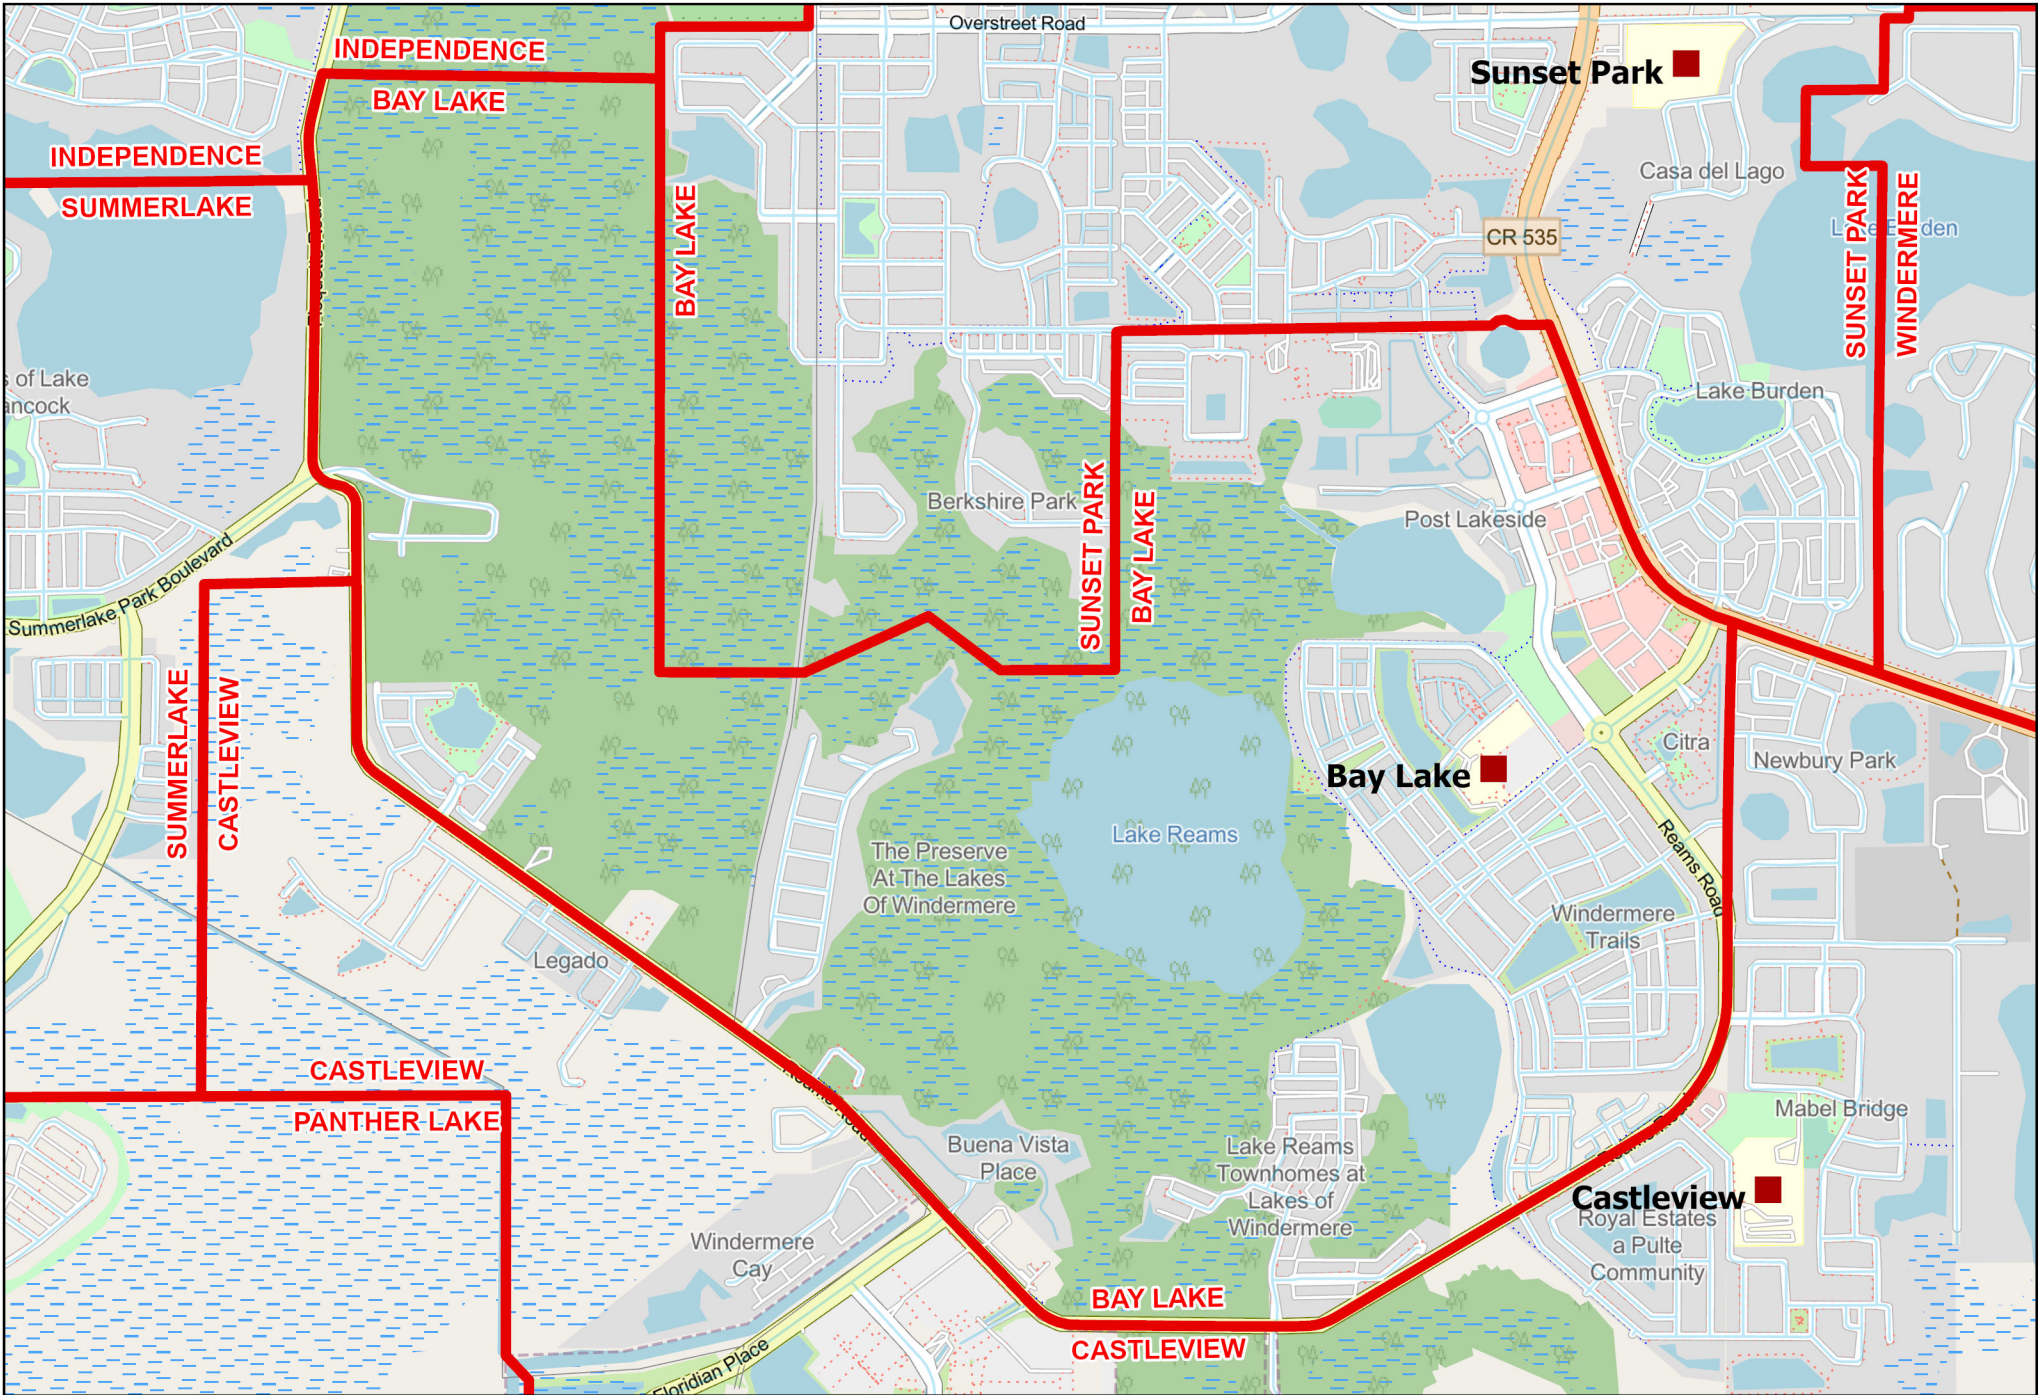 Overstreet Road
INDEPENDENCE
BAY LAKE
Sunset Park
INDEPENDENCE
SUMMERLAKE
Casa del Lago
BAY LAKE
CR 535
SUNSET PARK
WINDERMERE
s of Lake
ancock
Lake Burden
Berkshire Park
SUNSET PARK
BAY LAKE
Post Lakeside
Summerlake Park Boulevard
SUMMERLAKE
CASTLEVIEW
Citra
Newbury Park
Bay Lake
Lake Reams
The Preserve
At The Lakes
Of Windermere
Reams Road
Windermere
Trails
Legado
CASTLEVIEW
PANTHER LAKE
Mabel Bridge
Buena Vista
Place
Lake Reams
Townhomes at
Lakes of
Windermere
Castleview
Royal Estates
a Pulte
Community
Windermere
Cay
BAY LAKE
CASTLEVIEW
Floridian Place